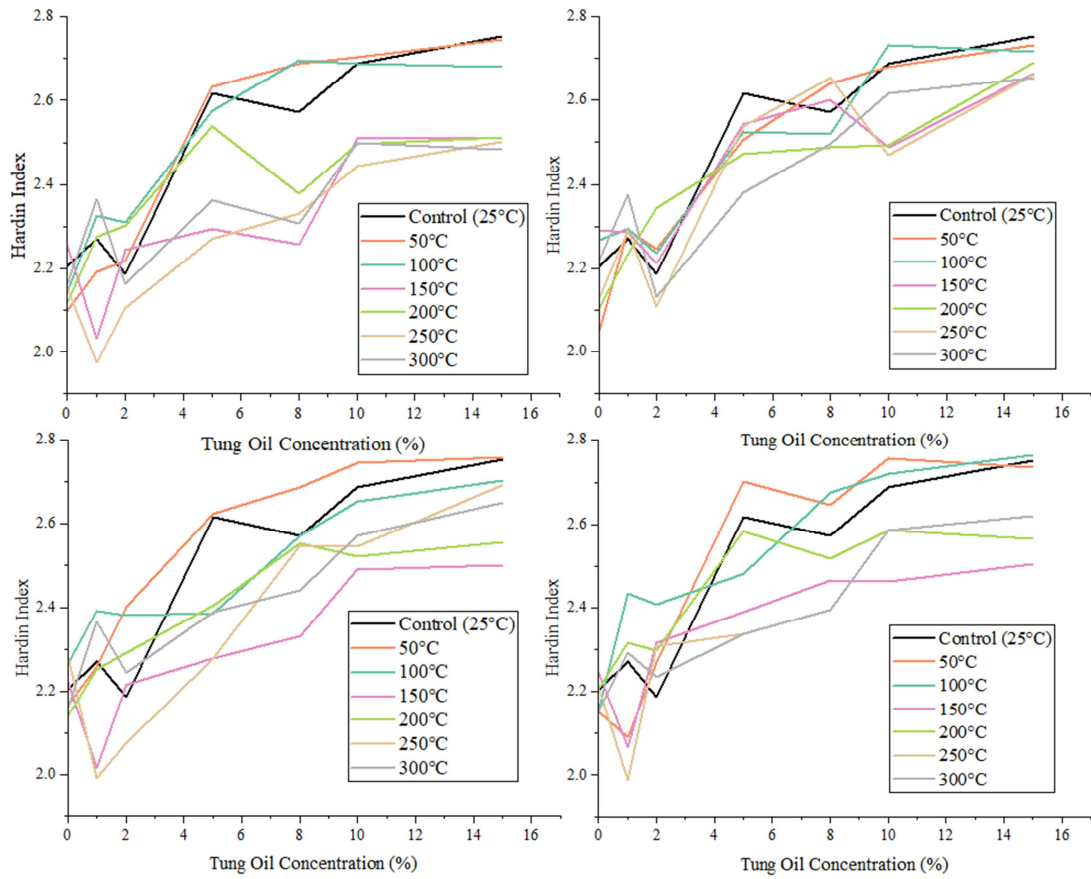 2.8
2.6
2.4
2.2
2.0
Hardin Index
Control (25°C)
50°C
100°C
150°C
200°C
250°C
300°C
0 2 4 6 8 10 12 14 16
Tung Oil Concentration (%)
2.8
2.6
2.4
2.2
2.0
Hardin Index
Control (25°C)
50°C
100°C
150°C
200°C
250°C
300°C
0 2 4 6 8 10 12 14 16
Tung Oil Concentration (%)
2.8
2.6
2.4
2.2
2.0
Hardin Index
Control (25°C)
50°C
100°C
150°C
200°C
250°C
300°C
0 2 4 6 8 10 12 14 16
Tung Oil Concentration (%)
2.8
2.6
2.4
2.2
2.0
Hardin Index
Control (25°C)
50°C
100°C
150°C
200°C
250°C
300°C
0 2 4 6 8 10 12 14 16
Tung Oil Concentration (%)